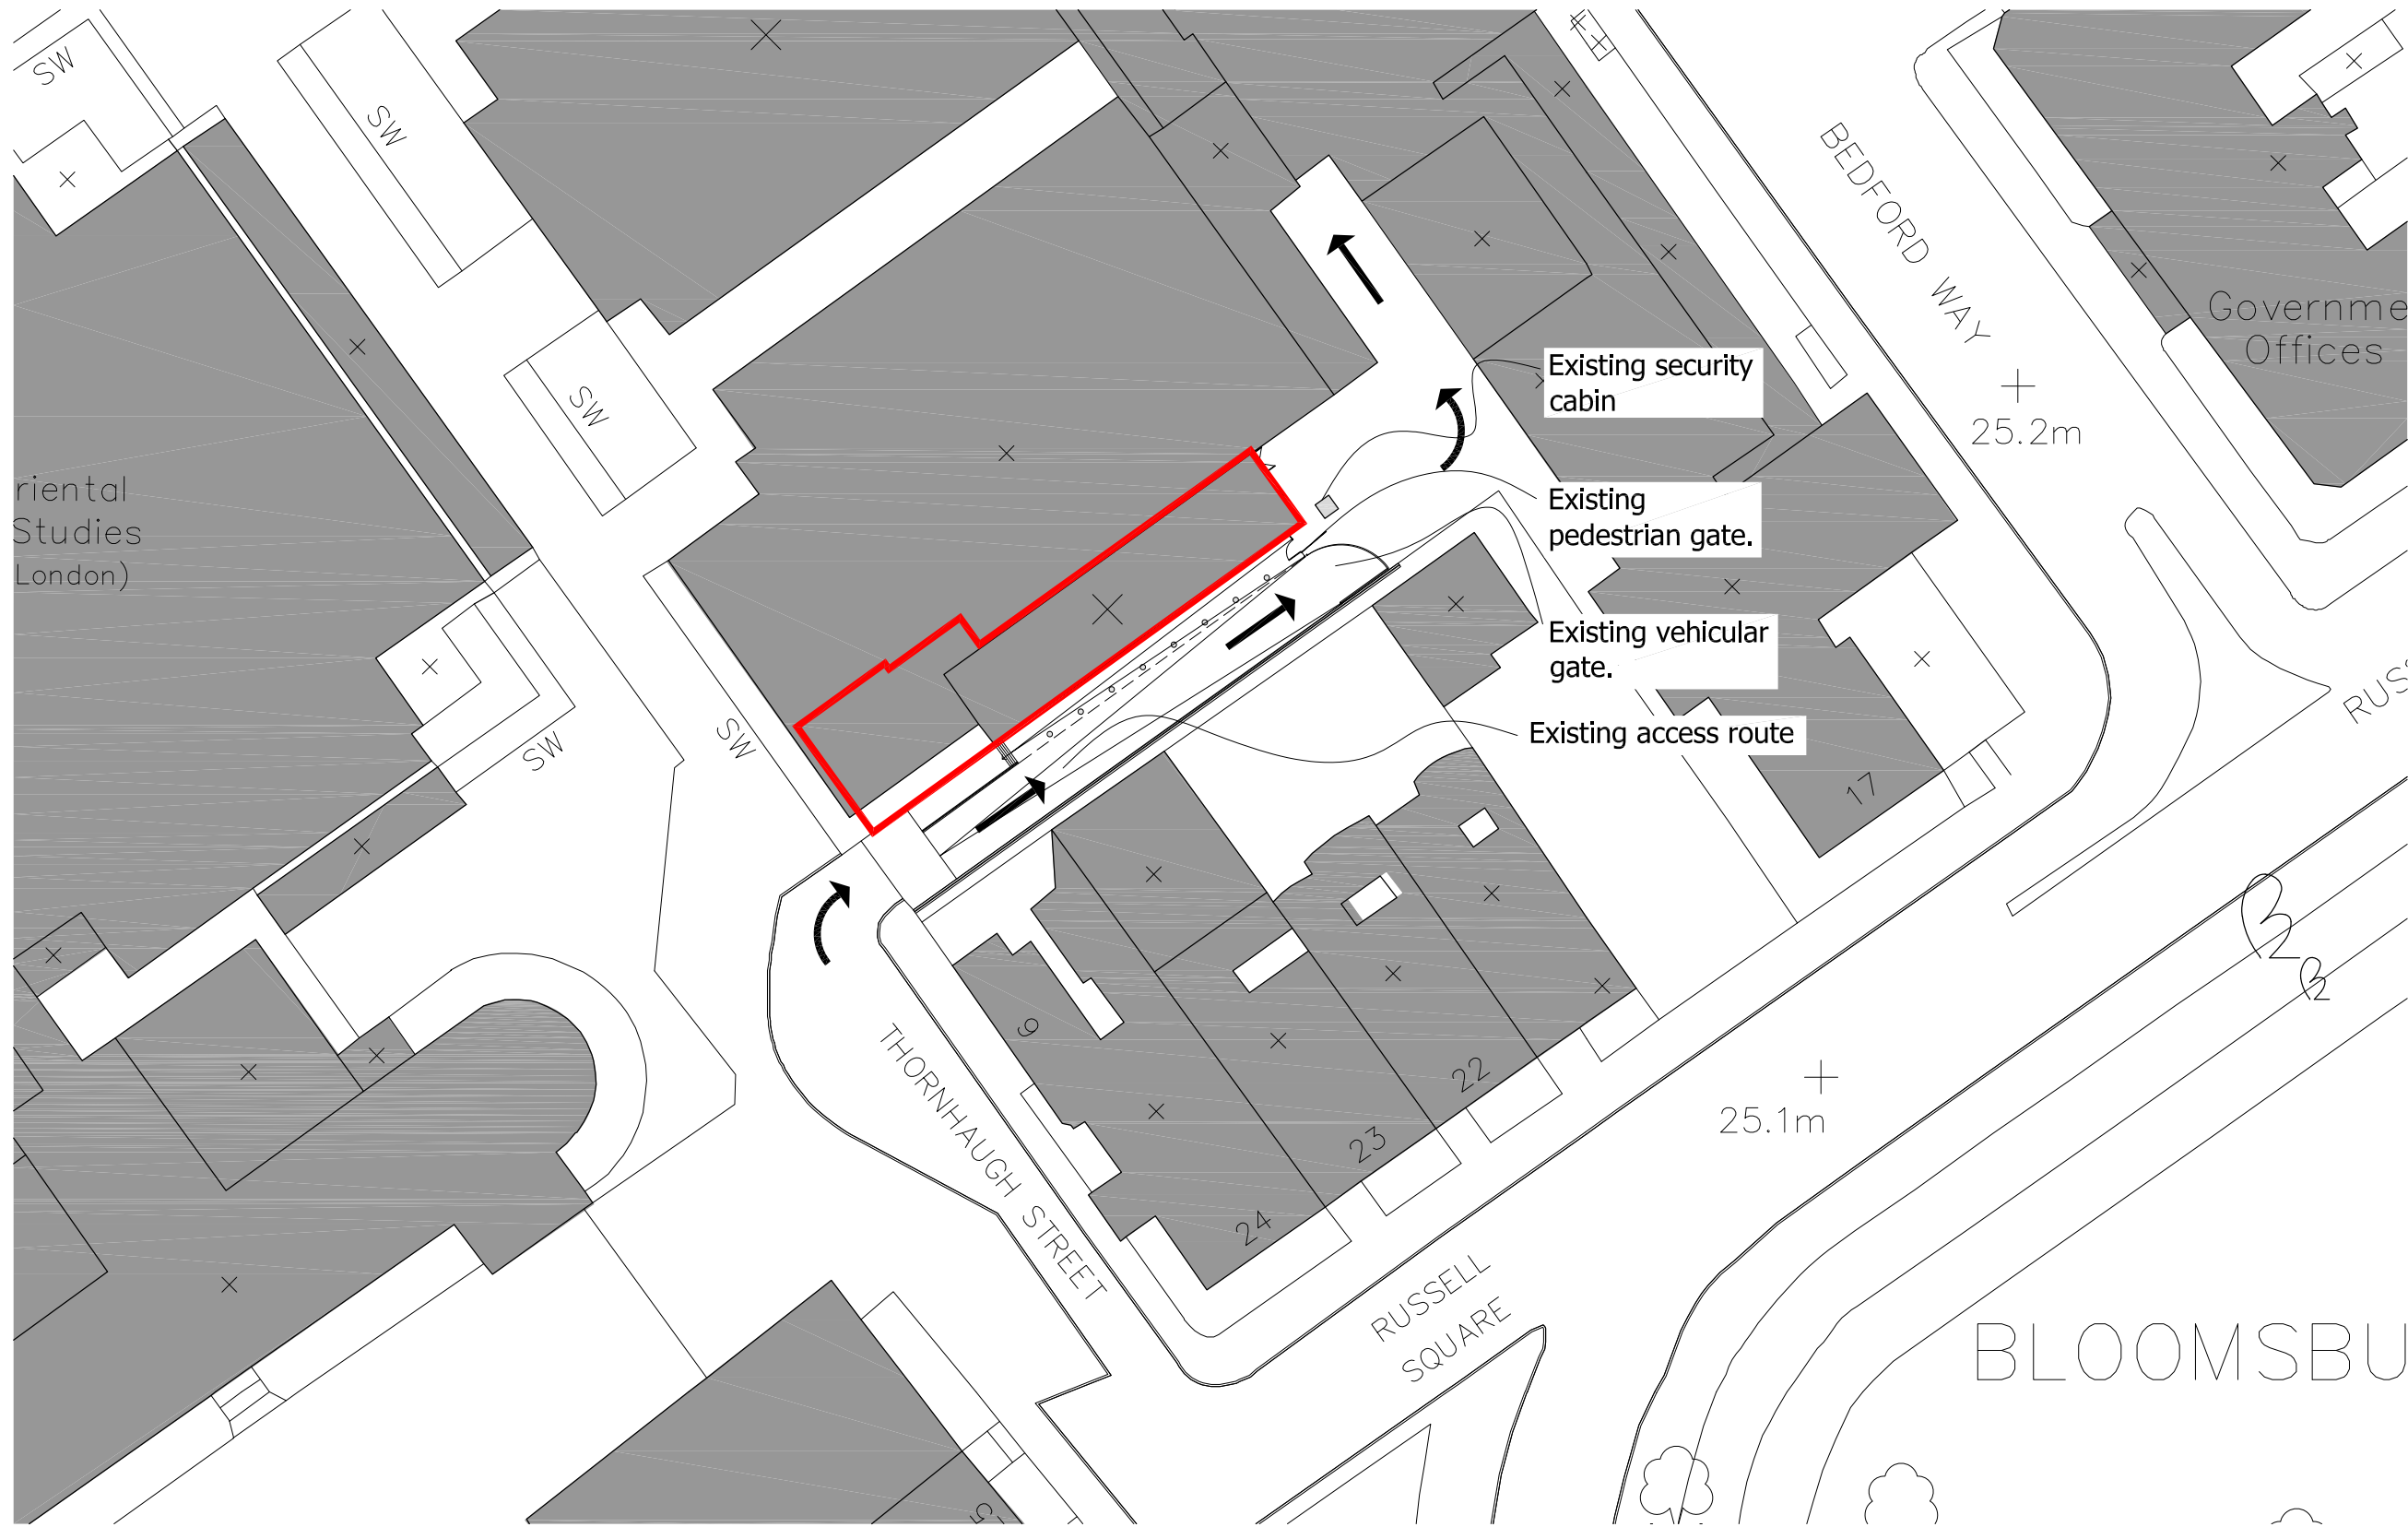 SW
SW
BEDFORD WAY
Governme
Offices
Existing security
cabin
SW
25.2m
riental
Studies
London)
Existing
pedestrian gate.
Existing vehicular
gate.
RUS
SW
SW
Existing access route
17
9
THORNHAUGH STREET
22
23
24
25.1m
RUSSELL
SQUARE
BLOOMSBU